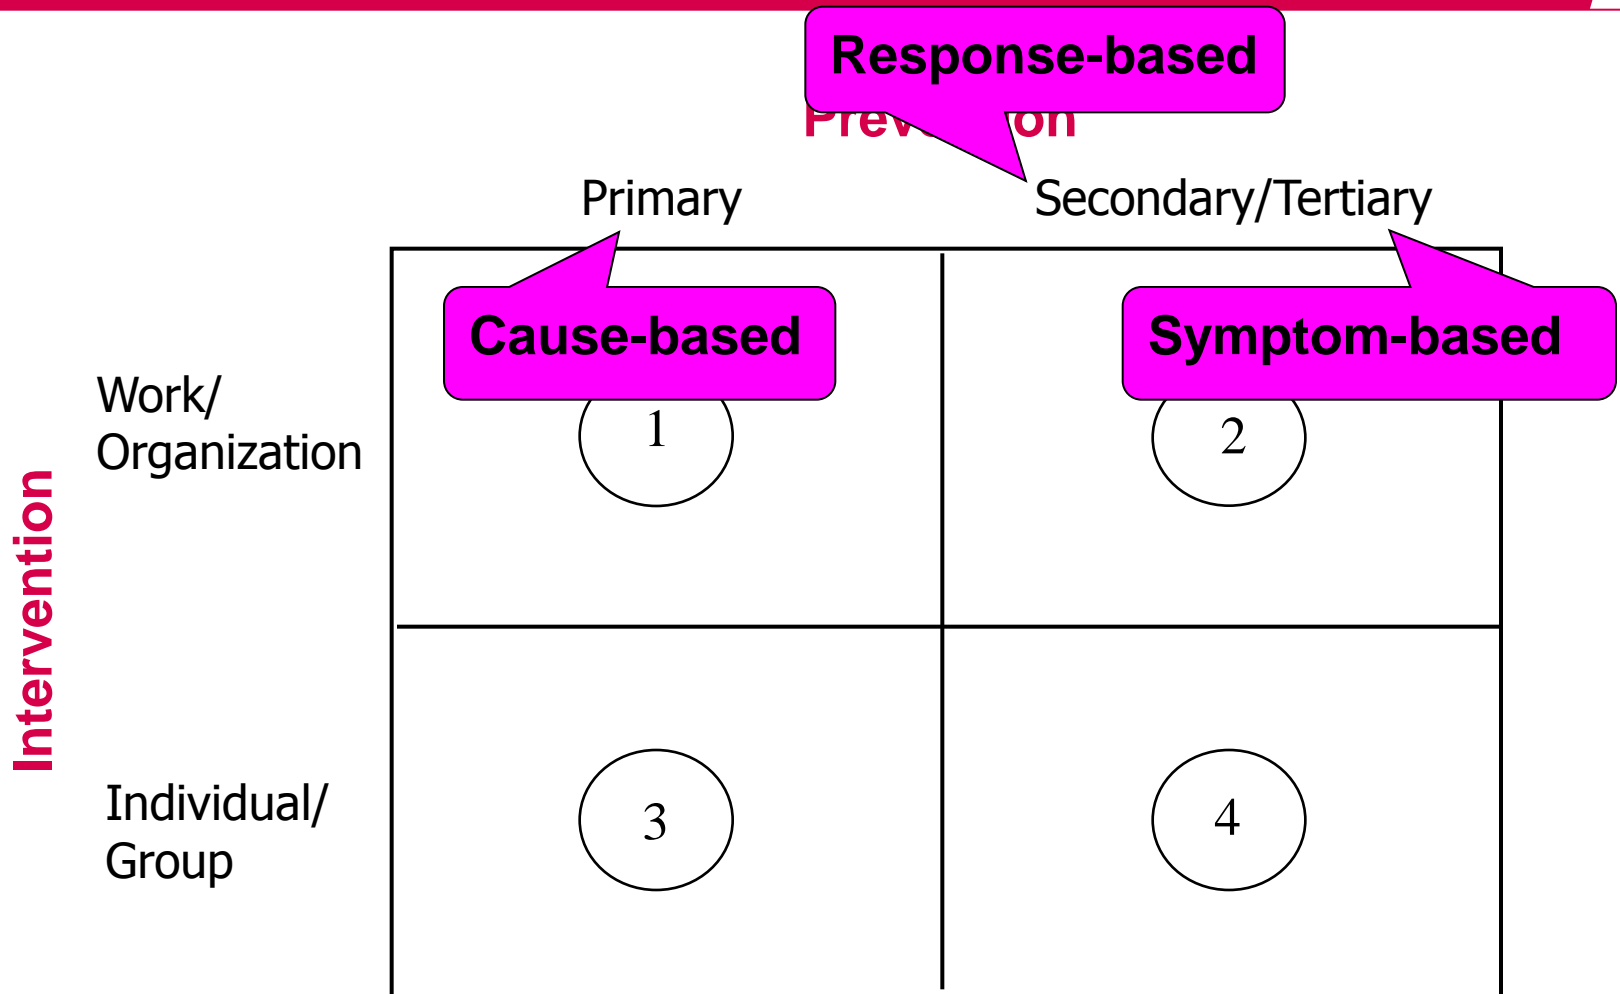 Response-based
Primary
Secondary/Tertiary
Cause-based
Symptom-based
Work/
Organization
1
2
Intervention
Individual/
Group
3
4